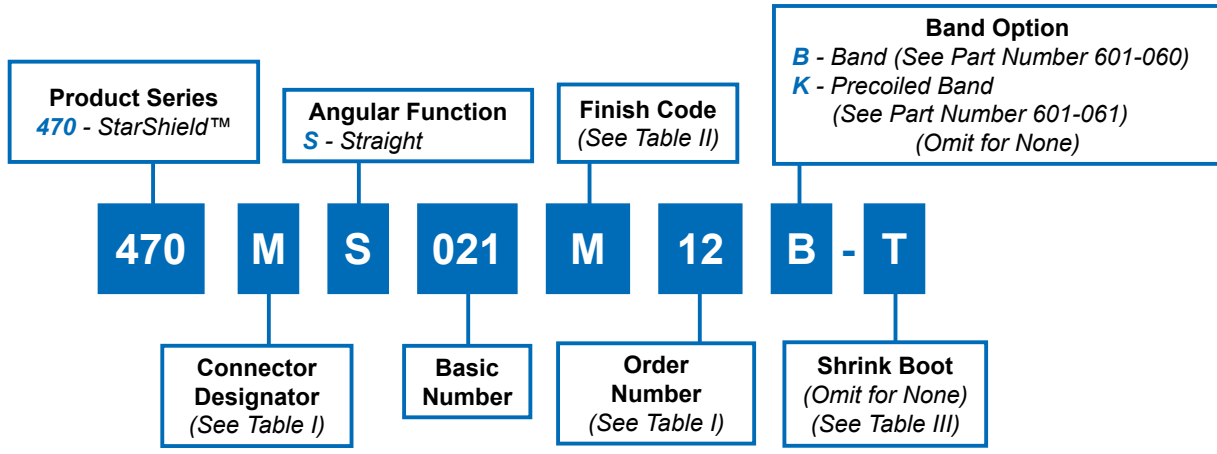 Product Series
470 - StarShield™
Angular Function
S - Straight
Finish Code
(See Table II)
Band Option
B - Band (See Part Number 601-060)
K - Precoiled Band
(See Part Number 601-061)
(Omit for None)
470 M S 021 M 12 B - T
Connector
Designator
(See Table I)
Basic
Number
Order
Number
(See Table I)
Shrink Boot
(Omit for None)
(See Table III)